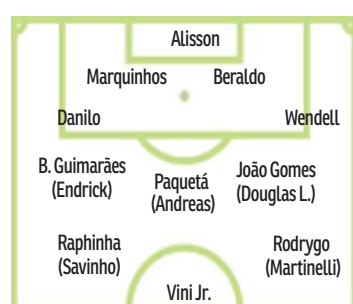 Alisson
Marquinhos Beraldo
Danilo Wendell
B. Guimarães
(Endrick)
Paquetá
(Andreas)
João Gomes
(Douglas L.)
Raphinha
(Savinho)
Rodrygo
(Martinelli)
Vini Jr.